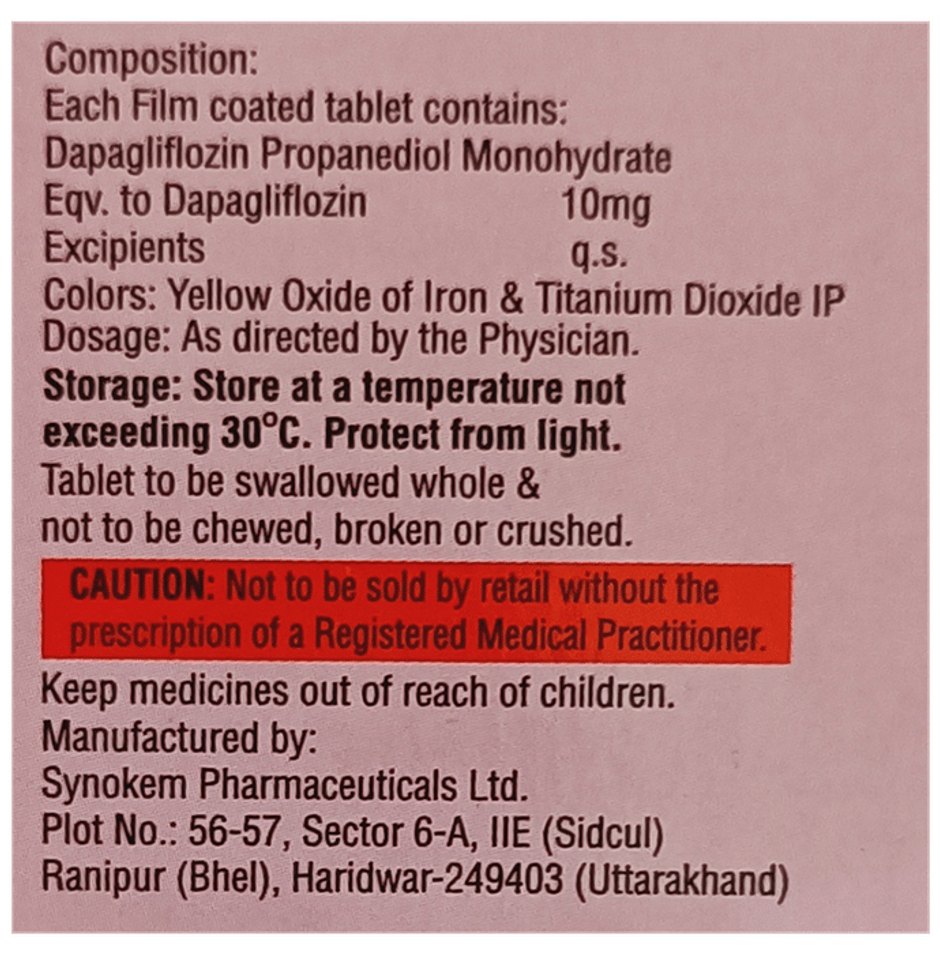 Composition:
Each Film coated tablet contains:
Dapagliflozin Propanediol Monohydrate
Eqv. to Dapagliflozin 10mg
Excipients q.s.
Colors: Yellow Oxide of Iron & Titanium Dioxide IP
Dosage: As directed by the Physician.
Storage: Store at a temperature not
exceeding 30°C. Protect from light.
Tablet to be swallowed whole &
not to be chewed, broken or crushed.
CAUTION: Not to be sold by retail without the
prescription of a Registered Medical Practitioner.
Keep medicines out of reach of children.
Manufactured by:
Synokem Pharmaceuticals Ltd.
Plot No.: 56-57, Sector 6-A, IIE (Sidcul)
Ranipur (Bhel), Haridwar-249403 (Uttarakhand)